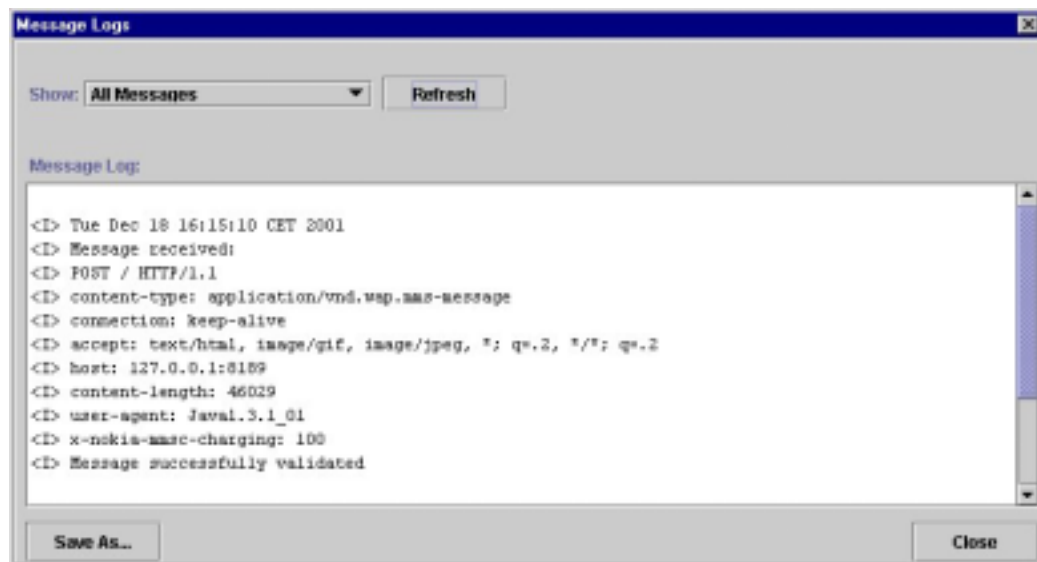 Message Logs
Show: All Messages Refresh
Message Log:
<I> Tue Dec 18 16:15:10 CET 2001
<I> Message received:
<I> POST / HTTP/1.1
<I> content-type: application/vnd.wap.mms-message
<I> connection: keep-alive
<I> accept: text/html, image/gif, image/jpeg, *; q=.2, */*; q=.2
<I> host: 127.0.0.1:8189
<I> content-length: 46029
<I> user-agent: Java1.3.1_01
<I> x-nokia-mmsc-charging: 100
<I> Message successfully validated
Save As... Close